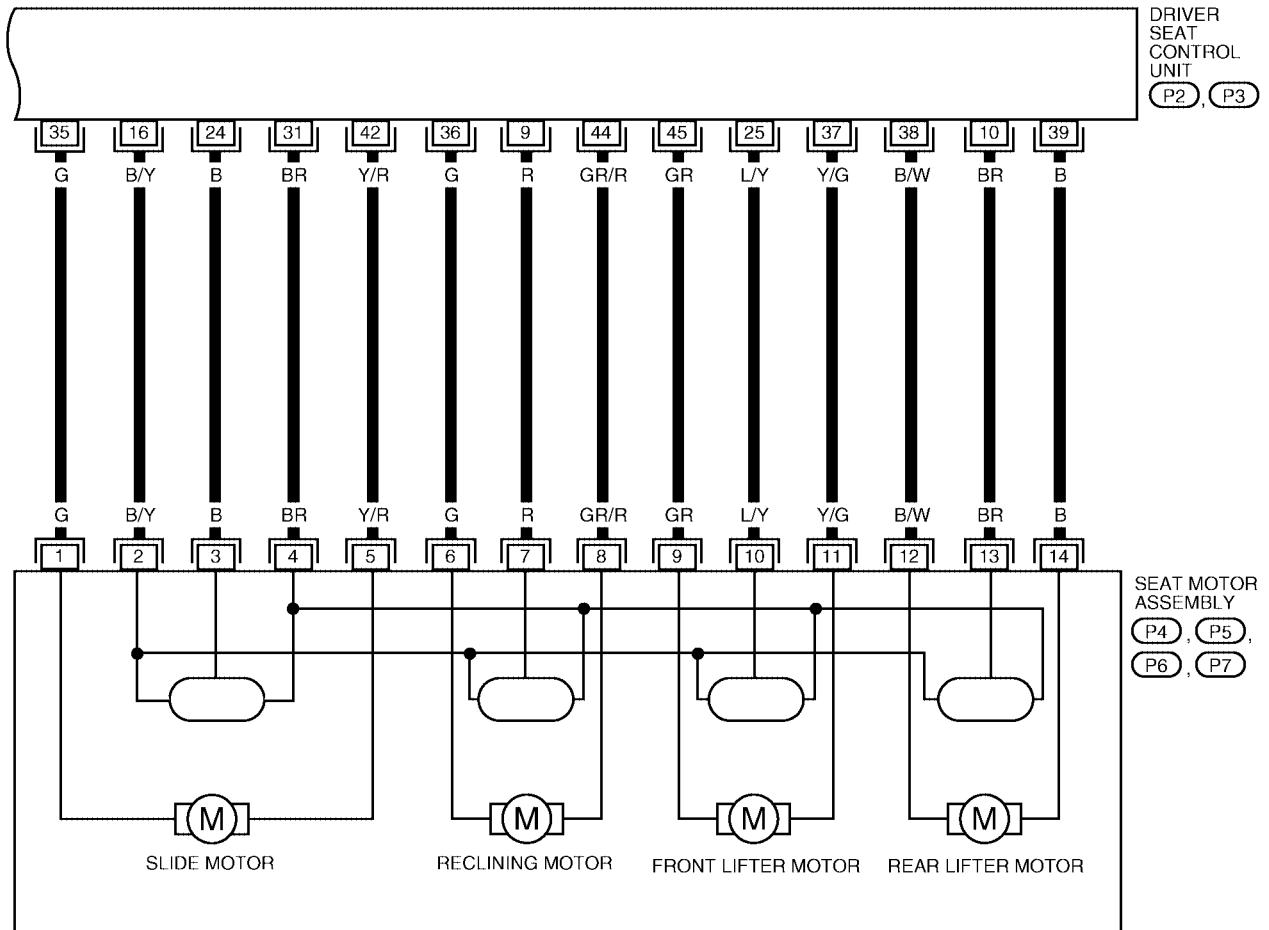 DRIVER
SEAT
CONTROL
UNIT
P2 , P3
35 16 24 31 42 36 9 44 45 25 37 38 10 39
G B/Y B BR Y/R G R GR/R GR L/Y Y/G B/W BR B
G B/Y B BR Y/R G R GR/R GR L/Y Y/G B/W BR B
1 2 3 4 5 6 7 8 9 10 11 12 13 14
SEAT MOTOR
ASSEMBLY
P4 , P5 ,
P6 , P7
M M M M
SLIDE MOTOR RECLINING MOTOR FRONT LIFTER MOTOR REAR LIFTER MOTOR